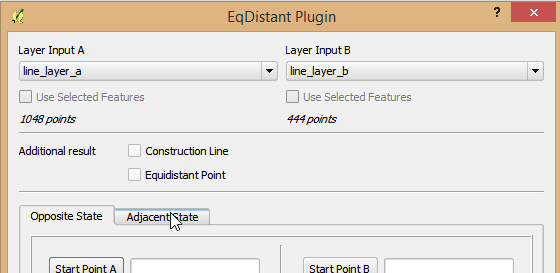 EqDistant Plugin
?
Layer Input A
Layer Input B
line_layer_a
line_layer_b
Use Selected Features
Use Selected Features
1048 points
444 points
Additional result
Construction Line
Equidistant Point
Opposite State
Adjacent State
Start Point A
Start Point B